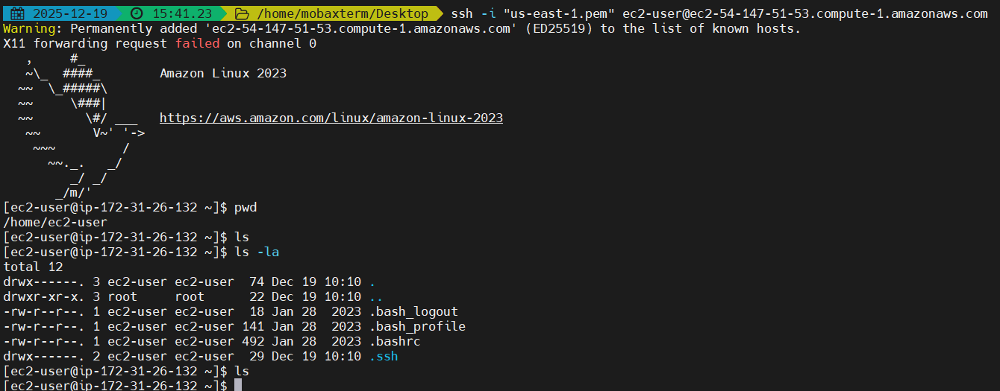 2025-12-19 15:41.23 /home/mobaxterm/Desktop ssh -i "us-east-1.pem" ec2-user@ec2-54-147-51-53.compute-1.amazonaws.com
Warning: Permanently added 'ec2-54-147-51-53.compute-1.amazonaws.com' (ED25519) to the list of known hosts.
X11 forwarding request failed on channel 0
   ,     #_
   ~\_  ####_        Amazon Linux 2023
  ~~  \_#####\
  ~~     \###|
  ~~       \#/ ___   https://aws.amazon.com/linux/amazon-linux-2023
   ~~       V~' '->
    ~~~         /
      ~~._.   _/
         _/ _/
       _/m/'
[ec2-user@ip-172-31-26-132 ~]$ pwd
/home/ec2-user
[ec2-user@ip-172-31-26-132 ~]$ ls
[ec2-user@ip-172-31-26-132 ~]$ ls -la
total 12
drwx------. 3 ec2-user ec2-user  74 Dec 19 10:10 .
drwxr-xr-x. 3 root     root      22 Dec 19 10:10 ..
-rw-r--r--. 1 ec2-user ec2-user  18 Jan 28  2023 .bash_logout
-rw-r--r--. 1 ec2-user ec2-user 141 Jan 28  2023 .bash_profile
-rw-r--r--. 1 ec2-user ec2-user 492 Jan 28  2023 .bashrc
drwx------. 2 ec2-user ec2-user  29 Dec 19 10:10 .ssh
[ec2-user@ip-172-31-26-132 ~]$ ls
[ec2-user@ip-172-31-26-132 ~]$